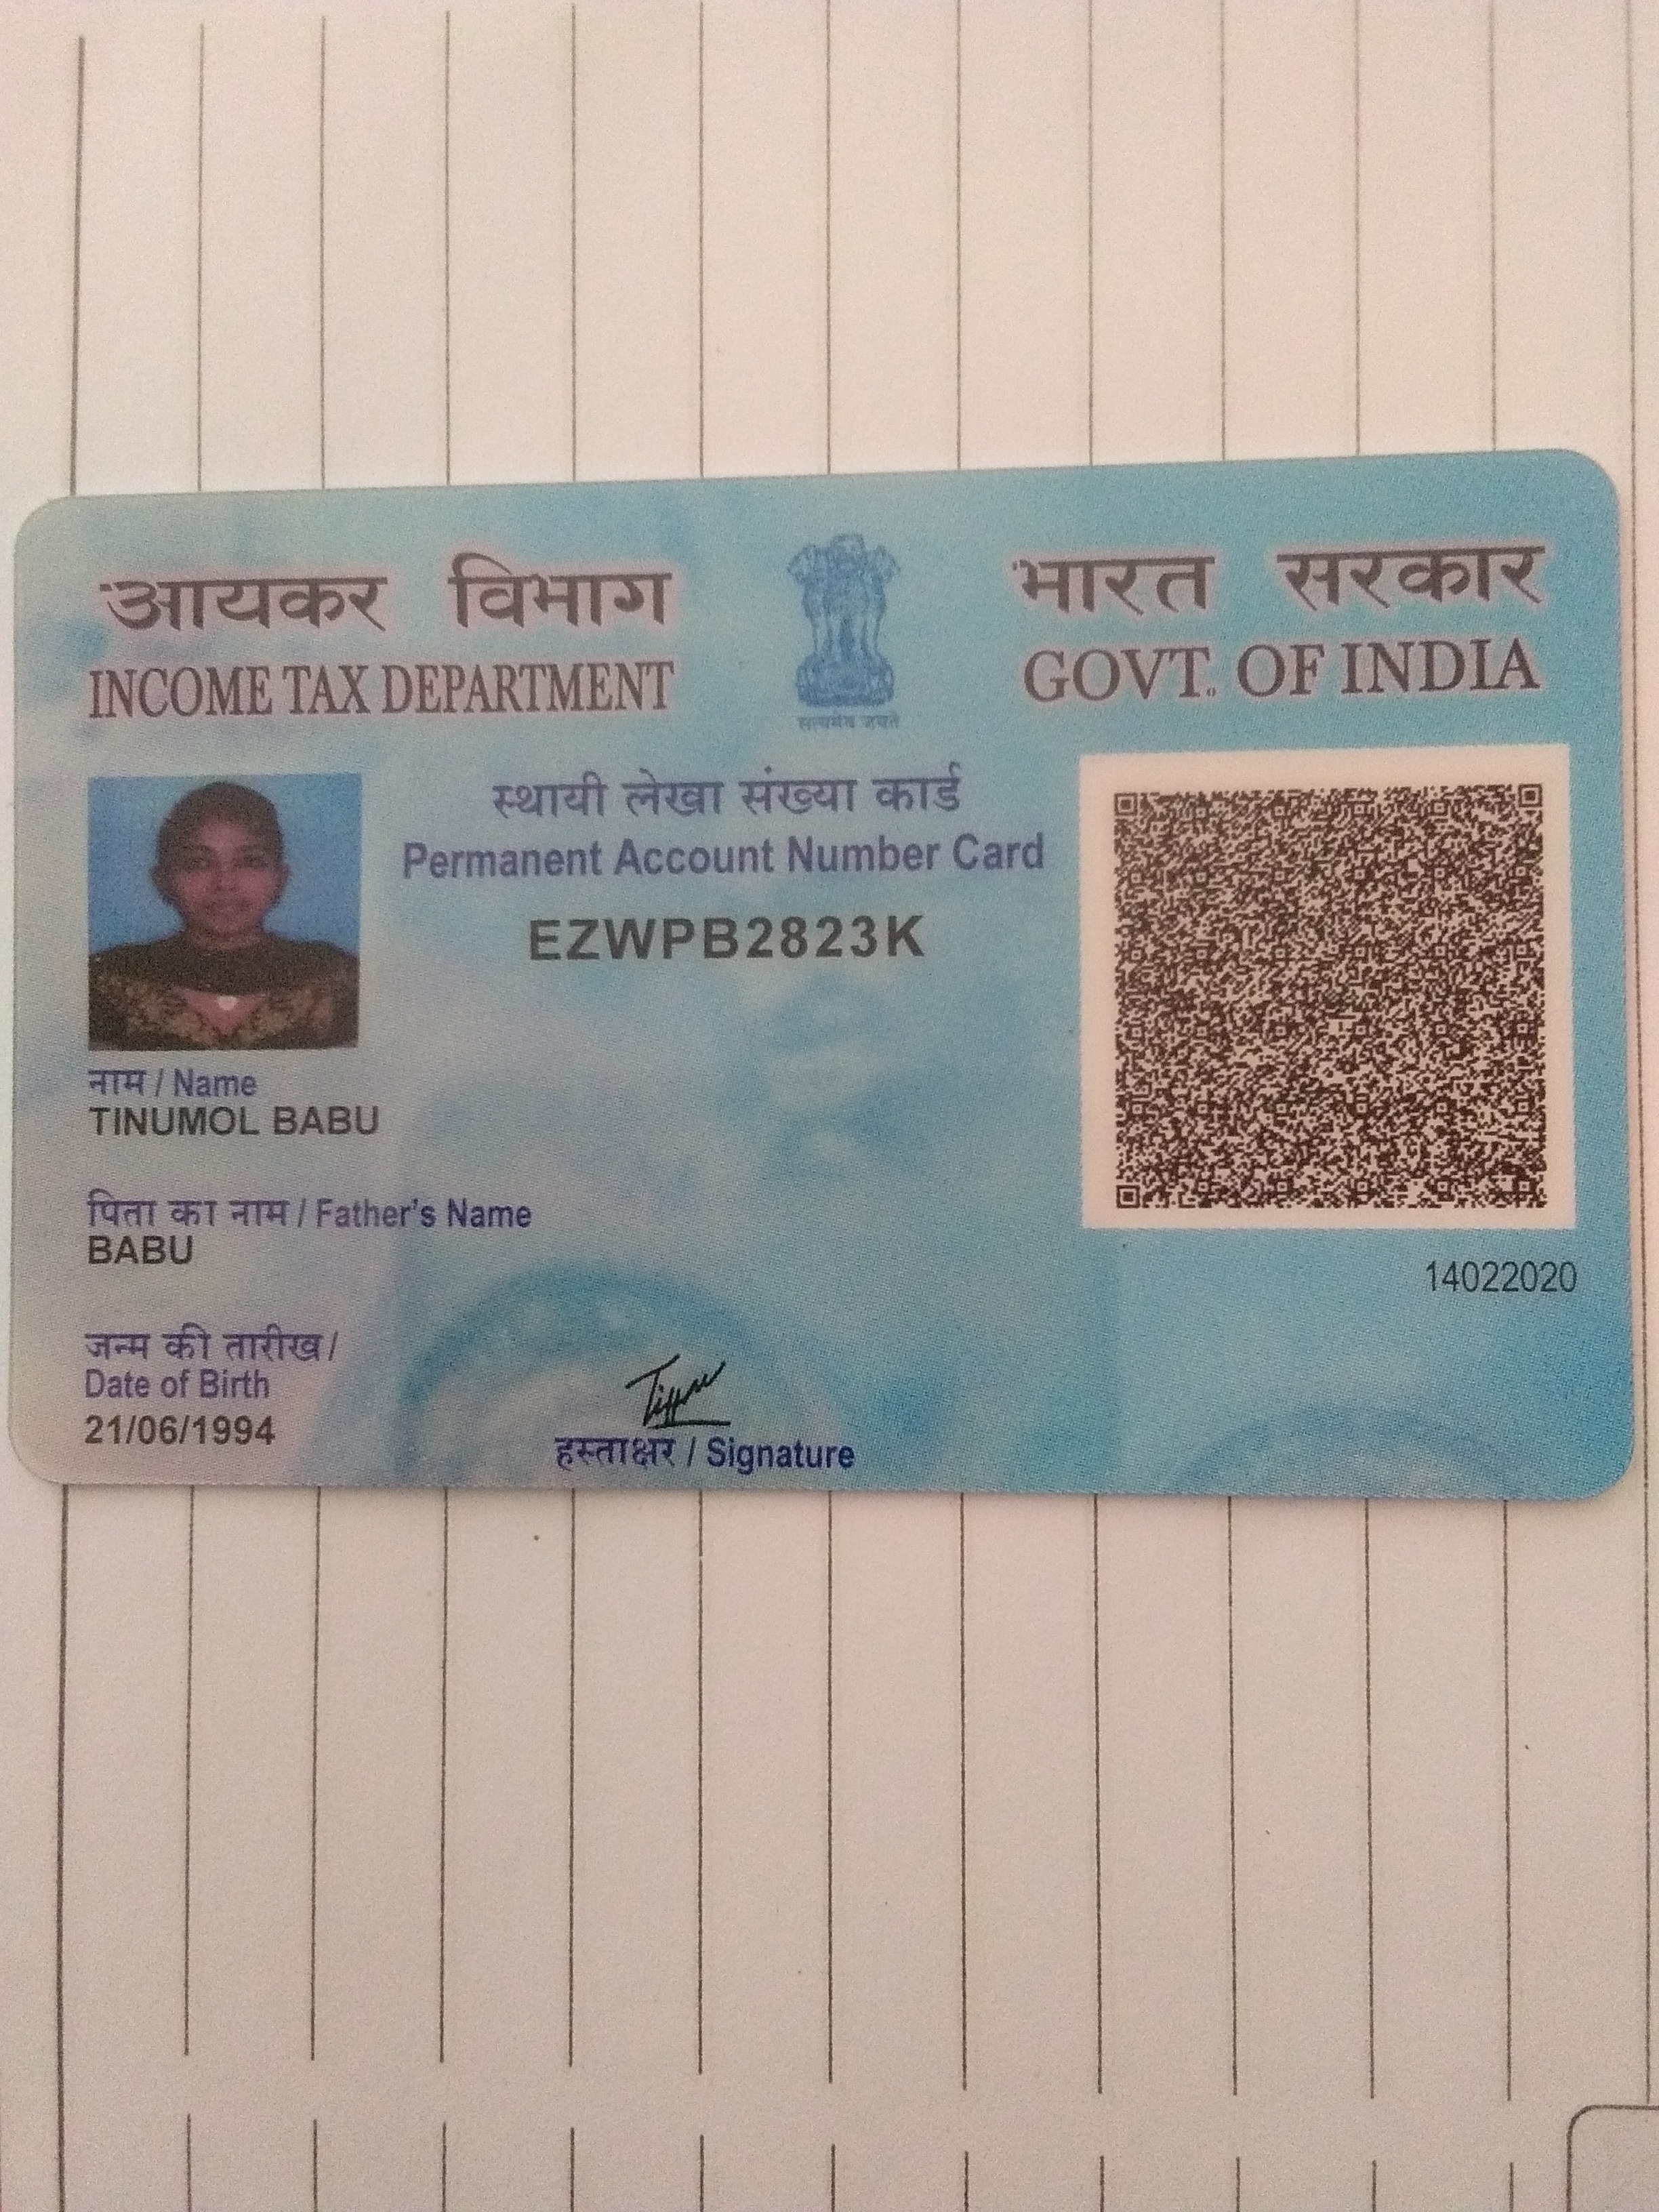 आयकर विभाग
INCOME TAX DEPARTMENT
सत्यमेव जयते
भारत सरकार
GOVT. OF INDIA
स्थायी लेखा संख्या कार्ड
Permanent Account Number Card
EZWPB2823K
नाम / Name
TINUMOL BABU
पिता का नाम / Father's Name
BABU
14022020
जन्म की तारीख /
Date of Birth
21/06/1994
हस्ताक्षर / Signature